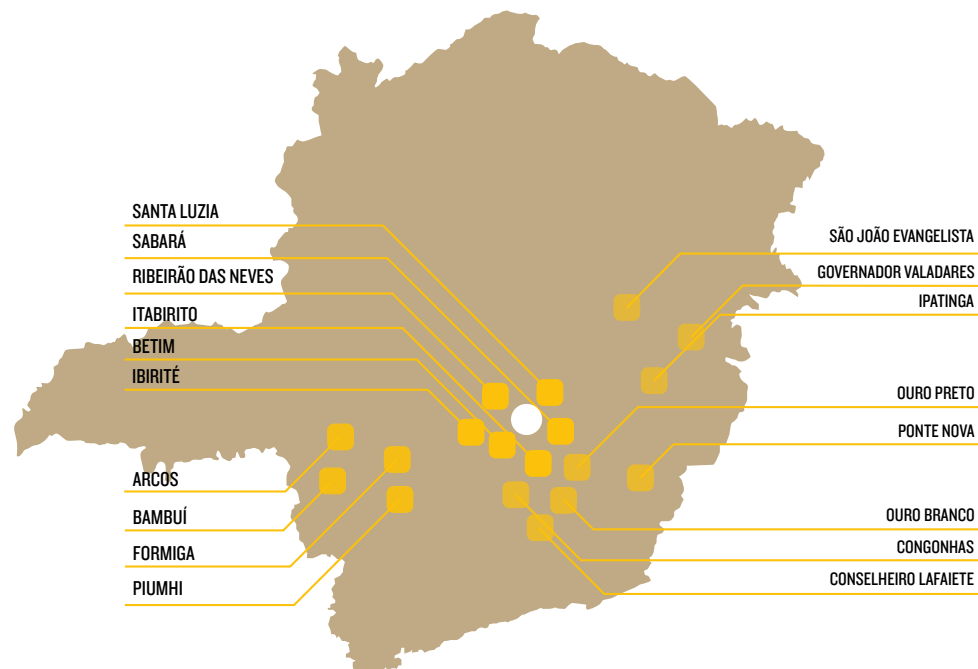 SANTA LUZIA
SABARÁ
RIBEIRÃO DAS NEVES
ITABIRITO
BETIM
IBIRITÉ
ARCOS
BAMBUÍ
FORMIGA
PIUMHI
SÃO JOÃO EVANGELISTA
GOVERNADOR VALADARES
IPATINGA
OURO PRETO
PONTE NOVA
OURO BRANCO
CONGONHAS
CONSELHEIRO LAFAIETE